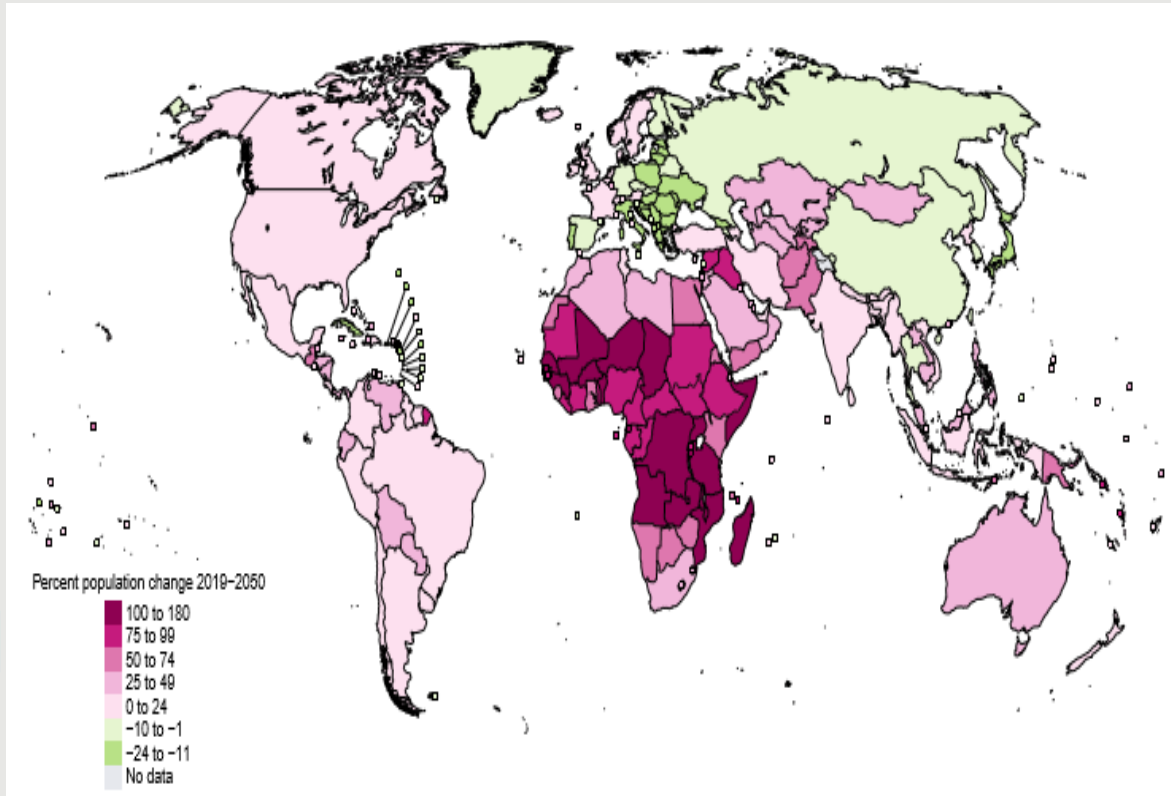 Percent population change 2019−2050
100 to 180
75 to 99
50 to 74
25 to 49
0 to 24
−10 to −1
−24 to −11
No data